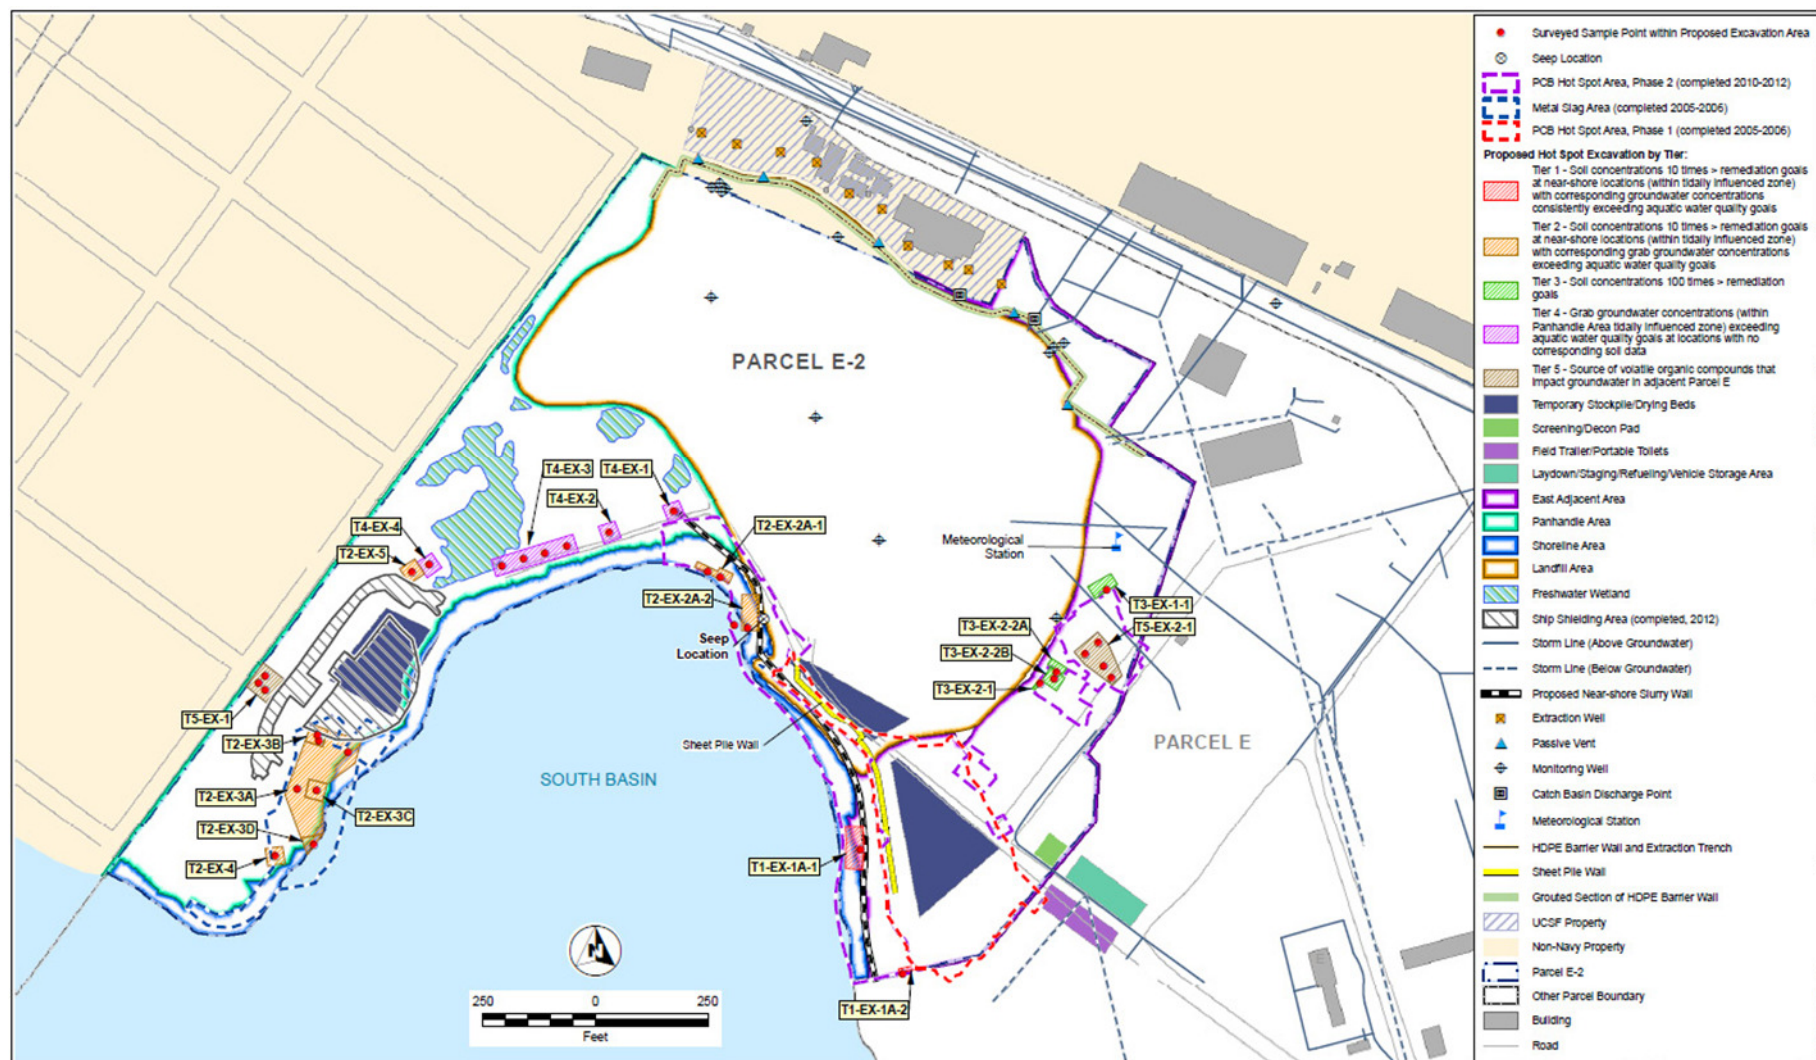 PARCEL E-2
T4-EX-3
T4-EX-1
T4-EX-2
T4-EX-4
T2-EX-5
T2-EX-2A-1
T2-EX-2A-2
Seep
Location
Meteorological
Station
T3-EX-1-1
T3-EX-2-2A
T5-EX-2-1
T3-EX-2-2B
T3-EX-2-1
T5-EX-1
T2-EX-3B
Sheet Pile Wall
PARCEL E
SOUTH BASIN
T2-EX-3A
T2-EX-3C
T2-EX-3D
T2-EX-4
T1-EX-1A-1
T1-EX-1A-2
N
250 0 250
Feet
Surveyed Sample Point within Proposed Excavation Area
Seep Location
PCB Hot Spot Area, Phase 2 (completed 2010-2012)
Metal Slag Area (completed 2005-2006)
PCB Hot Spot Area, Phase 1 (completed 2005-2006)
Proposed Hot Spot Excavation by Tier:
Tier 1 - Soil concentrations 10 times > remediation goals
at near-shore locations (within tidally influenced zone)
with corresponding groundwater concentrations
consistently exceeding aquatic water quality goals
Tier 2 - Soil concentrations 10 times > remediation goals
at near-shore locations (within tidally influenced zone)
with corresponding grab groundwater concentrations
exceeding aquatic water quality goals
Tier 3 - Soil concentrations 100 times > remediation
goals
Tier 4 - Grab groundwater concentrations (within
Panhandle Area tidally influenced zone) exceeding
aquatic water quality goals at locations with no
corresponding soil data
Tier 5 - Source of volatile organic compounds that
impact groundwater in adjacent Parcel E
Temporary Stockpile/Drying Beds
Screening/Decon Pad
Field Trailer/Portable Toilets
Laydown/Staging/Refueling/Vehicle Storage Area
East Adjacent Area
Panhandle Area
Shoreline Area
Landfill Area
Freshwater Wetland
Ship Shielding Area (completed, 2012)
Storm Line (Above Groundwater)
Storm Line (Below Groundwater)
Proposed Near-shore Slurry Wall
Extraction Well
Passive Vent
Monitoring Well
Catch Basin Discharge Point
Meteorological Station
HDPE Barrier Wall and Extraction Trench
Sheet Pile Wall
Grouted Section of HDPE Barrier Wall
UCSF Property
Non-Navy Property
Parcel E-2
Other Parcel Boundary
Building
Road